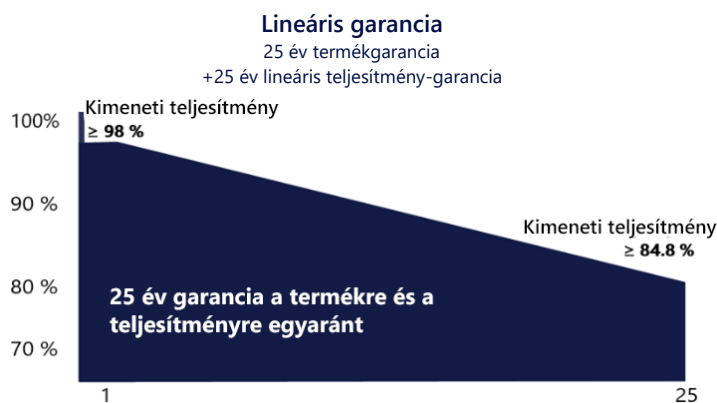 Lineáris garancia
25 év termékgarancia
+25 év lineáris teljesítmény-garancia
Kimeneti teljesítmény
≥ 98 %
100%
90 %
Kimeneti teljesítmény
≥ 84.8 %
80 %
25 év garancia a termékre és a
teljesítményre egyaránt
70 %
1
25